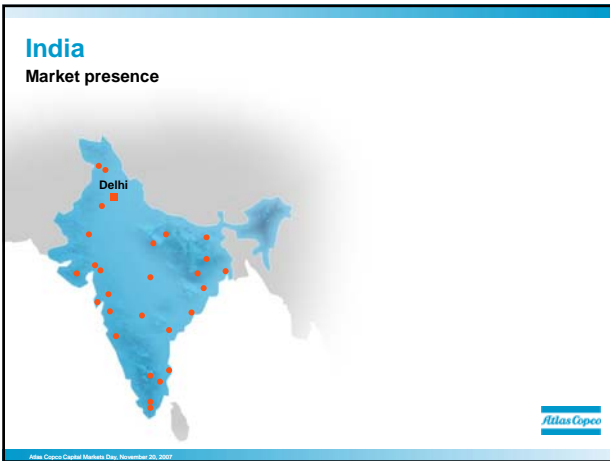 India
Market presence
Delhi
Atlas Copco
Atlas Copco Capital Markets Day, November 20, 2007